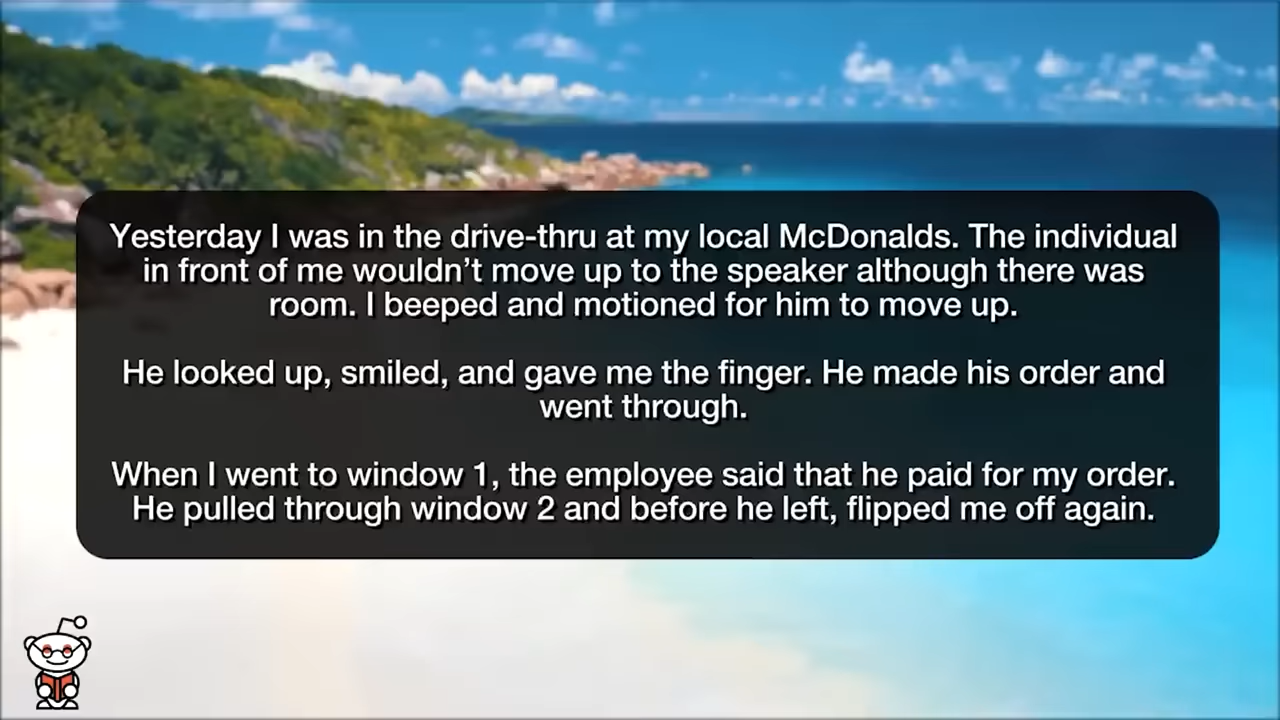 Yesterday I was in the drive-thru at my local McDonalds. The individual
in front of me wouldn’t move up to the speaker although there was
room. I beeped and motioned for him to move up.
He looked up, smiled, and gave me the finger. He made his order and
went through.
When I went to window 1, the employee said that he paid for my order.
He pulled through window 2 and before he left, flipped me off again.